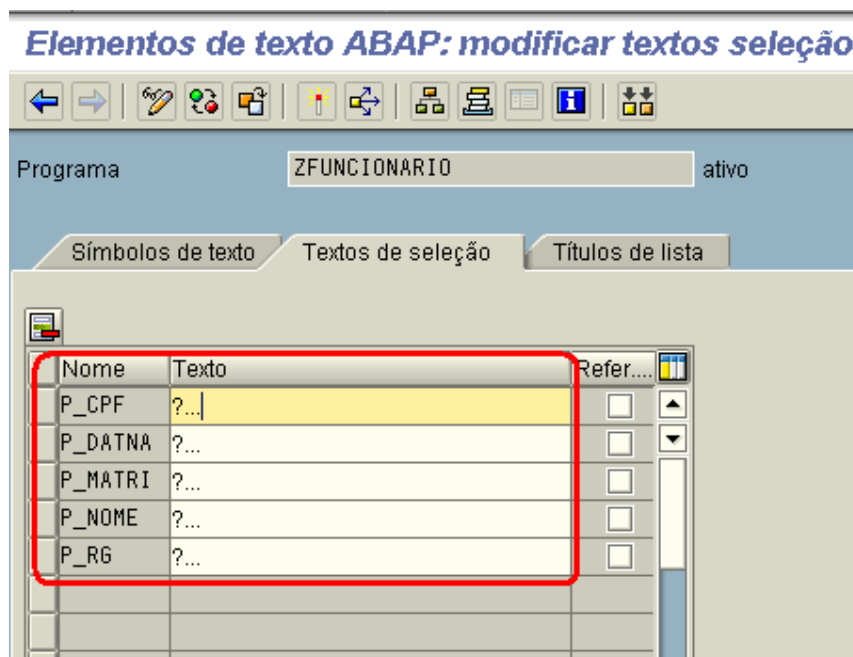 Elementos de texto ABAP: modificar textos seleção
Programa ZFUNCIONARIO ativo
Símbolos de texto Textos de seleção Títulos de lista
Nome Texto Refer....
P_CPF ?...
P_DATNA ?...
P_MATRI ?...
P_NOME ?...
P_RG ?...